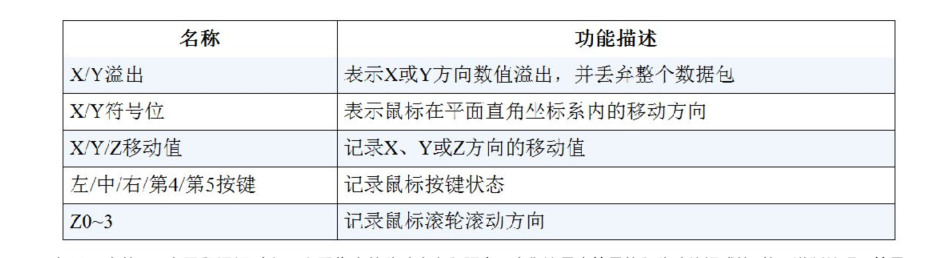 名称 功能描述
X/Y溢出 表示X或Y方向数值溢出，并丢弃整个数据包
X/Y符号位 表示鼠标在平面直角坐标系内的移动方向
X/Y/Z移动值 记录X、Y或Z方向的移动值
左/中/右/第4/第5按键 记录鼠标按键状态
Z0~3 记录鼠标滚轮滚动方向